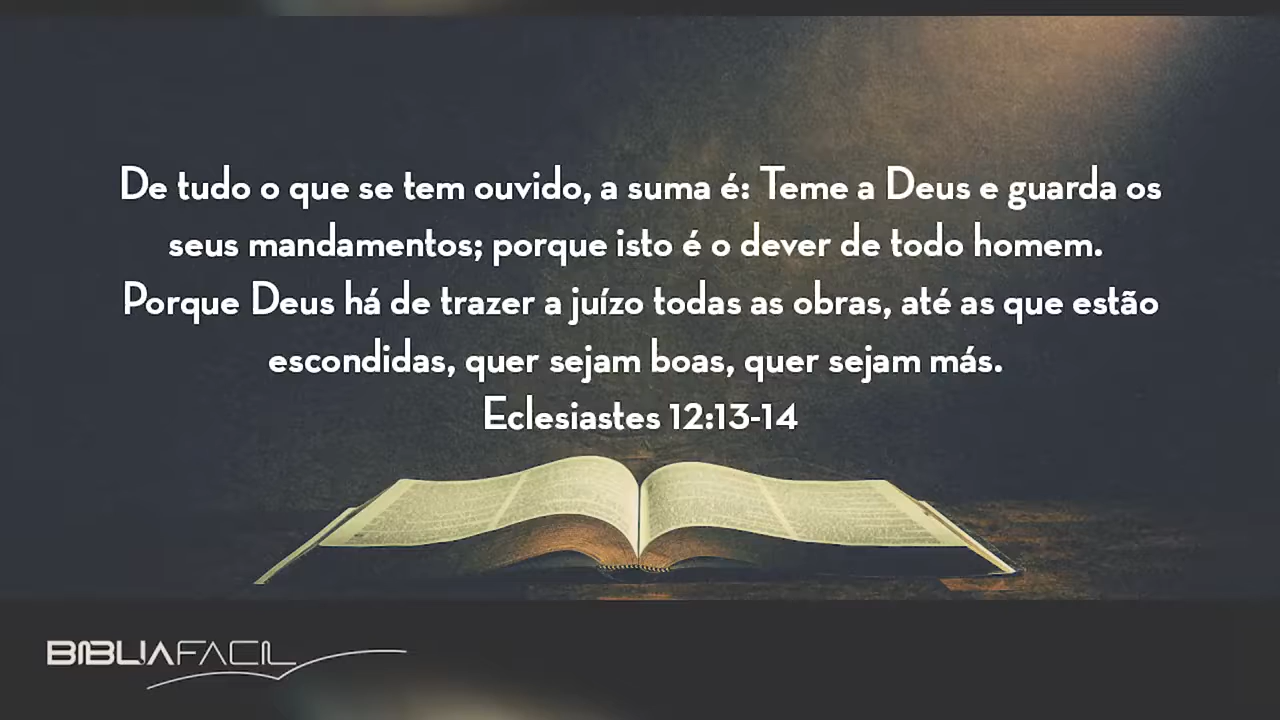 De tudo o que se tem ouvido, a suma é: Teme a Deus e guarda os
seus mandamentos; porque isto é o dever de todo homem.
Porque Deus há de trazer a juízo todas as obras, até as que estão
escondidas, quer sejam boas, quer sejam más.
Eclesiastes 12:13-14
BIBLIAFACIL